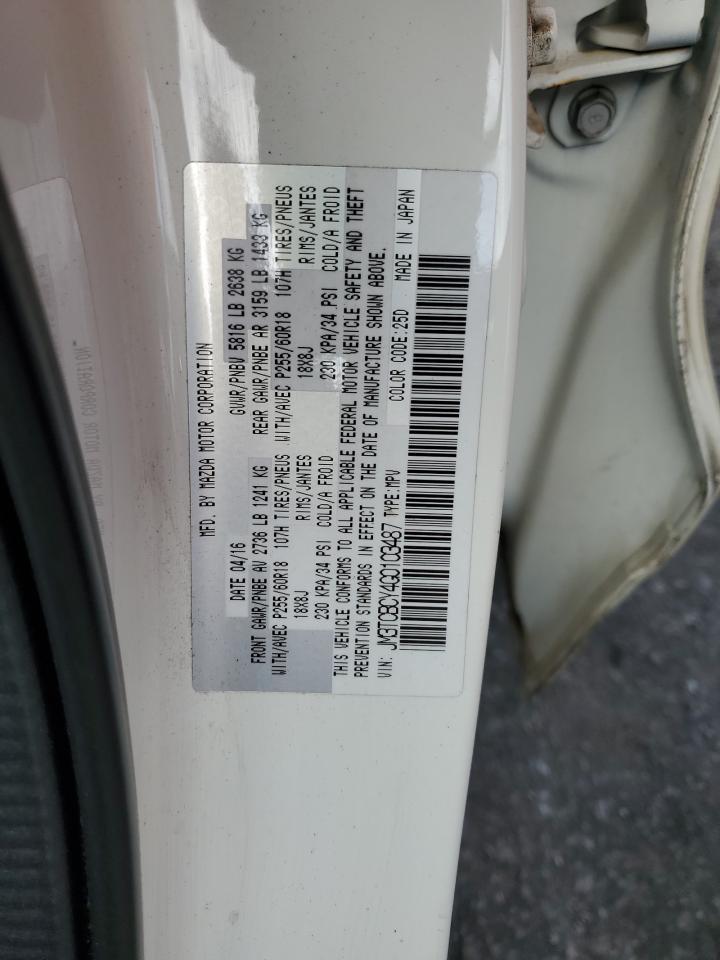 MFD. BY MAZDA MOTOR CORPORATION
DATE 04/16 GVWR/PNBV 5816 LB 2638 KG
FRONT GAWR/PNBE AV 2736 LB 1241 KG REAR GAWR/PNBE AR 3159 LB 1433 KG
WITH/AVEC P255/60R18 107H TIRES/PNEUS WITH/AVEC P255/60R18 107H TIRES/PNEUS
18X8J RIMS/JANTES 18X8J RIMS/JANTES
230 KPA/34 PSI COLD/A FROID 230 KPA/34 PSI COLD/A FROID
THIS VEHICLE CONFORMS TO ALL APPLICABLE FEDERAL MOTOR VEHICLE SAFETY AND THEFT
PREVENTION STANDARDS IN EFFECT ON THE DATE OF MANUFACTURE SHOWN ABOVE.
VIN: JM3TCBCY4G0103487 TYPE:MPV COLOR CODE:25D MADE IN JAPAN